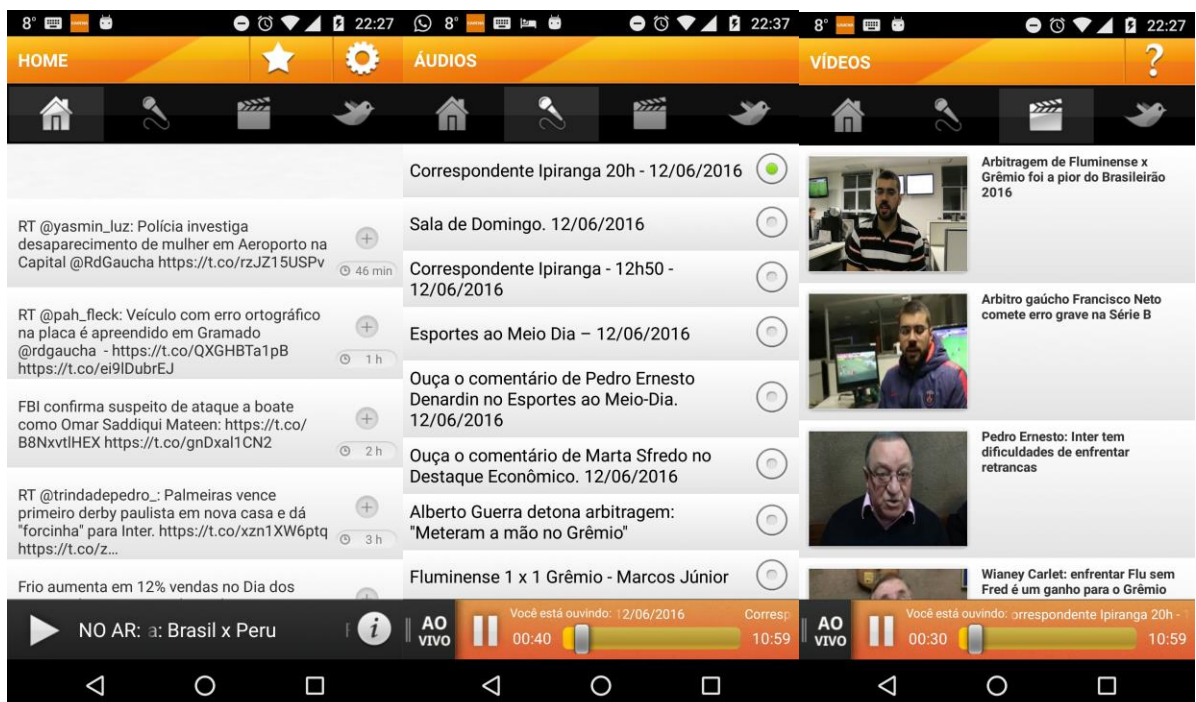 8° 22:27
HOME
RT @yasmin_luz: Polícia investiga
desaparecimento de mulher em Aeroporto na
Capital @RdGaucha https://t.co/rzJZ15USPv
46 min
RT @pah_fleck: Veículo com erro ortográfico
na placa é apreendido em Gramado
@rdgaucha - https://t.co/QXGHBTa1pB
https://t.co/ei9lDubrEJ
1 h
FBI confirma suspeito de ataque a boate
como Omar Saddiqui Mateen: https://t.co/
B8NxvtlHEX https://t.co/gnDxal1CN2
2 h
RT @trindadepedro_: Palmeiras vence
primeiro derby paulista em nova casa e dá
"forcinha" para Inter. https://t.co/xzn1XW6ptq
https://t.co/z...
3 h
Frio aumenta em 12% vendas no Dia dos
NO AR: a: Brasil x Peru
8° 22:37
ÁUDIOS
Correspondente Ipiranga 20h - 12/06/2016
Sala de Domingo. 12/06/2016
Correspondente Ipiranga - 12h50 -
12/06/2016
Esportes ao Meio Dia – 12/06/2016
Ouça o comentário de Pedro Ernesto
Denardin no Esportes ao Meio-Dia.
12/06/2016
Ouça o comentário de Marta Sfredo no
Destaque Econômico. 12/06/2016
Alberto Guerra detona arbitragem:
"Meteram a mão no Grêmio"
Fluminense 1 x 1 Grêmio - Marcos Júnior
AO
VIVO
Você está ouvindo: 12/06/2016 Corresp
00:40 10:59
8° 22:27
VÍDEOS
?
Arbitragem de Fluminense x
Grêmio foi a pior do Brasileirão
2016
Arbitro gaúcho Francisco Neto
comete erro grave na Série B
Pedro Ernesto: Inter tem
dificuldades de enfrentar
retrancas
Wianey Carlet: enfrentar Flu sem
Fred é um ganho para o Grêmio
AO
VIVO
Você está ouvindo: orrespondente Ipiranga 20h -
00:30 10:59